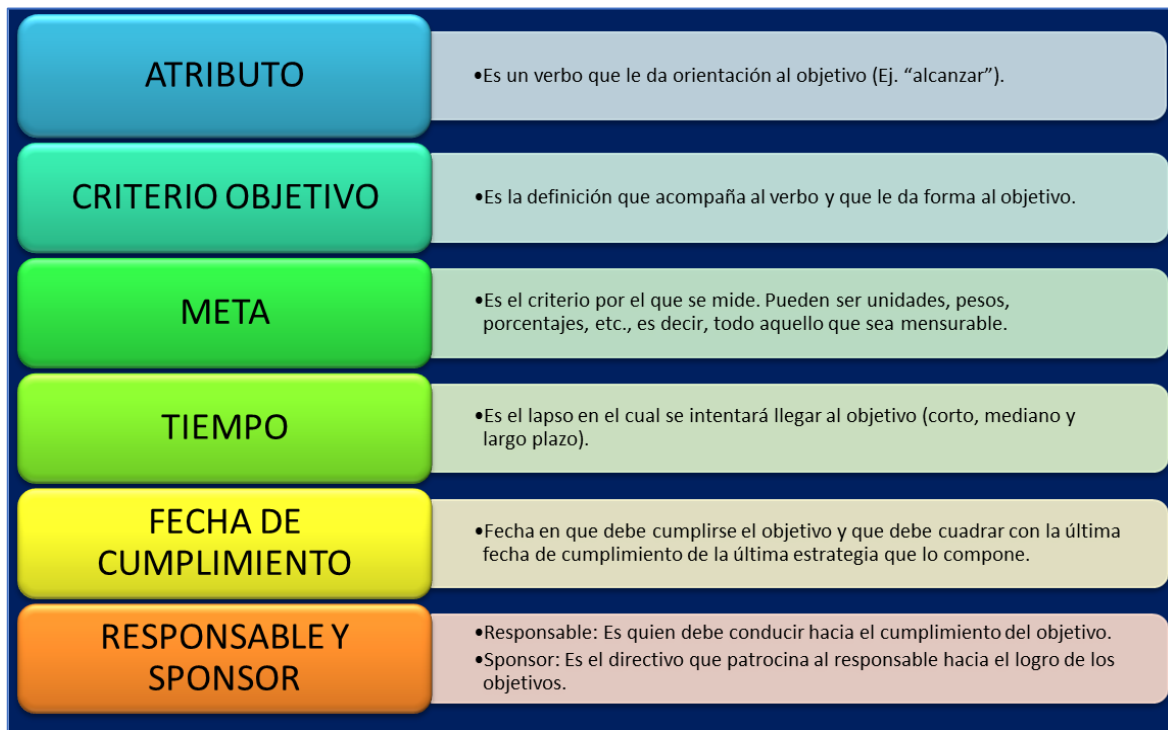 ATRIBUTO
•Es un verbo que le da orientación al objetivo (Ej. “alcanzar”).
CRITERIO OBJETIVO
•Es la definición que acompaña al verbo y que le da forma al objetivo.
META
•Es el criterio por el que se mide. Pueden ser unidades, pesos,
porcentajes, etc., es decir, todo aquello que sea mensurable.
TIEMPO
•Es el lapso en el cual se intentará llegar al objetivo (corto, mediano y
largo plazo).
FECHA DE
CUMPLIMIENTO
•Fecha en que debe cumplirse el objetivo y que debe cuadrar con la última
fecha de cumplimiento de la última estrategia que lo compone.
RESPONSABLE Y
SPONSOR
•Responsable: Es quien debe conducir hacia el cumplimiento del objetivo.
•Sponsor: Es el directivo que patrocina al responsable hacia el logro de los
objetivos.